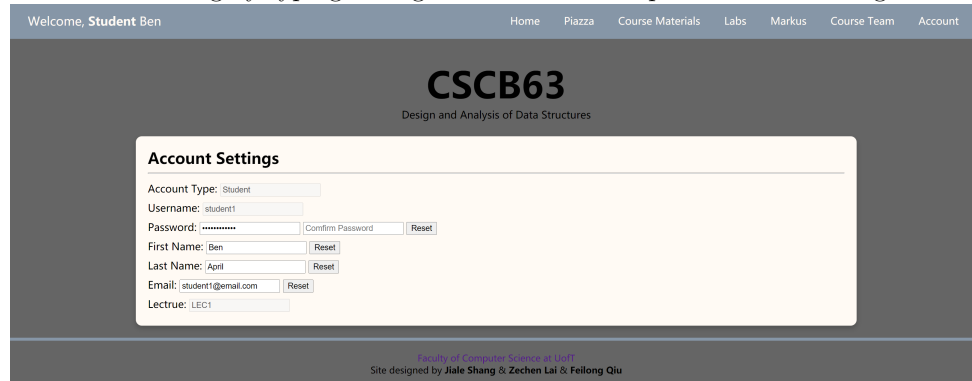 Welcome, Student Ben Home Piazza Course Materials Labs Markus Course Team Account
CSCB63
Design and Analysis of Data Structures
Account Settings
Account Type: Student
Username: student1
Password: •••••••••••• Comfirm Password Reset
First Name: Ben Reset
Last Name: April Reset
Email: student1@email.com Reset
Lectrue: LEC1
Faculty of Computer Science at UofT
Site designed by Jiale Shang & Zechen Lai & Feilong Qiu